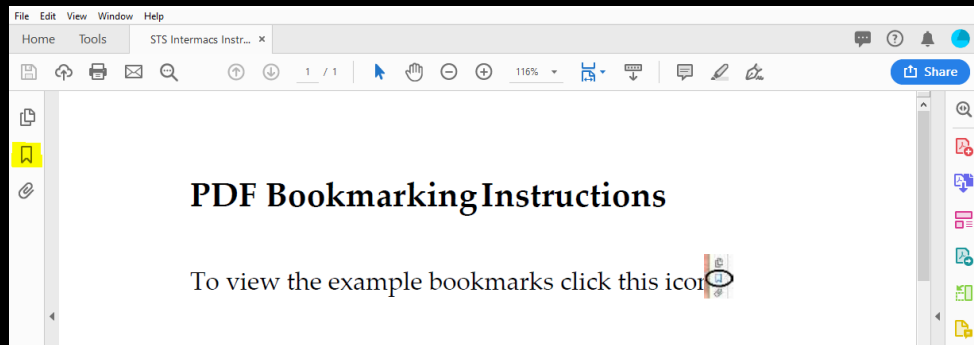 File Edit View Window Help
Home Tools STS Intermacs Instr... ×
1 / 1 116% Share
PDF Bookmarking Instructions
To view the example bookmarks click this icon